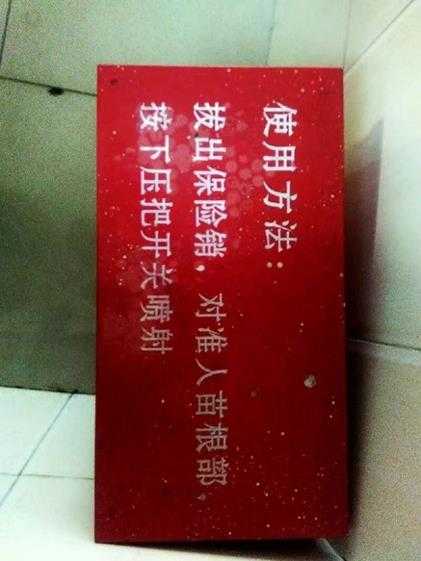 使用方法：
拔出保险销，对准人苗根部，
按下压把开关喷射